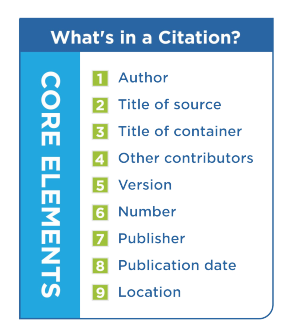 What's in a Citation?
CORE ELEMENTS
1 Author
2 Title of source
3 Title of container
4 Other contributors
5 Version
6 Number
7 Publisher
8 Publication date
9 Location